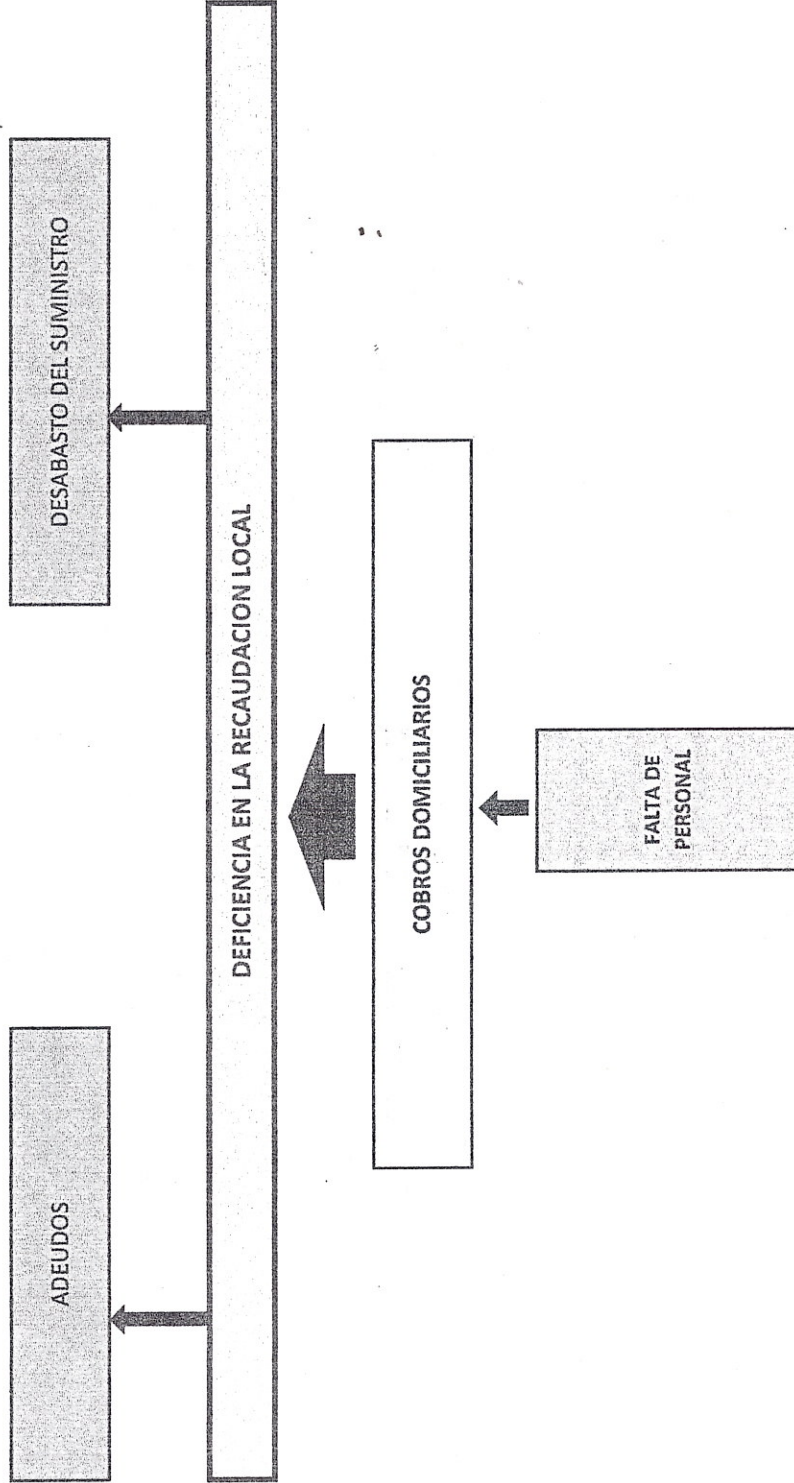 ADEUDOS
DESABASTO DEL SUMINISTRO
DEFICIENCIA EN LA RECAUDACION LOCAL
COBROS DOMICILIARIOS
FALTA DE
PERSONAL